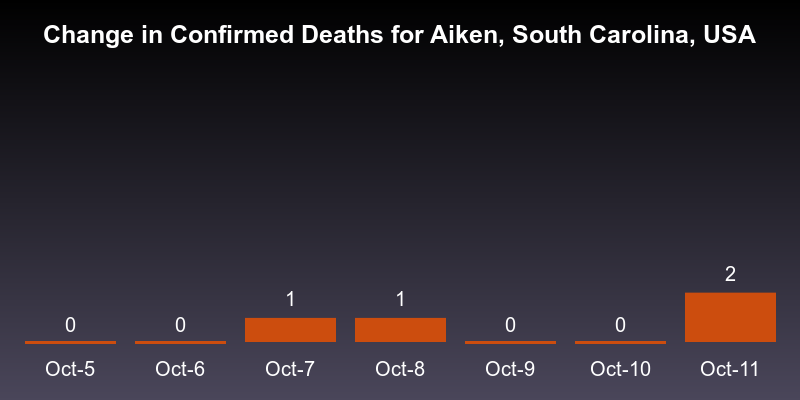 Change in Confirmed Deaths for Aiken, South Carolina, USA
0 0 1 1 0 0 2
Oct-5 Oct-6 Oct-7 Oct-8 Oct-9 Oct-10 Oct-11